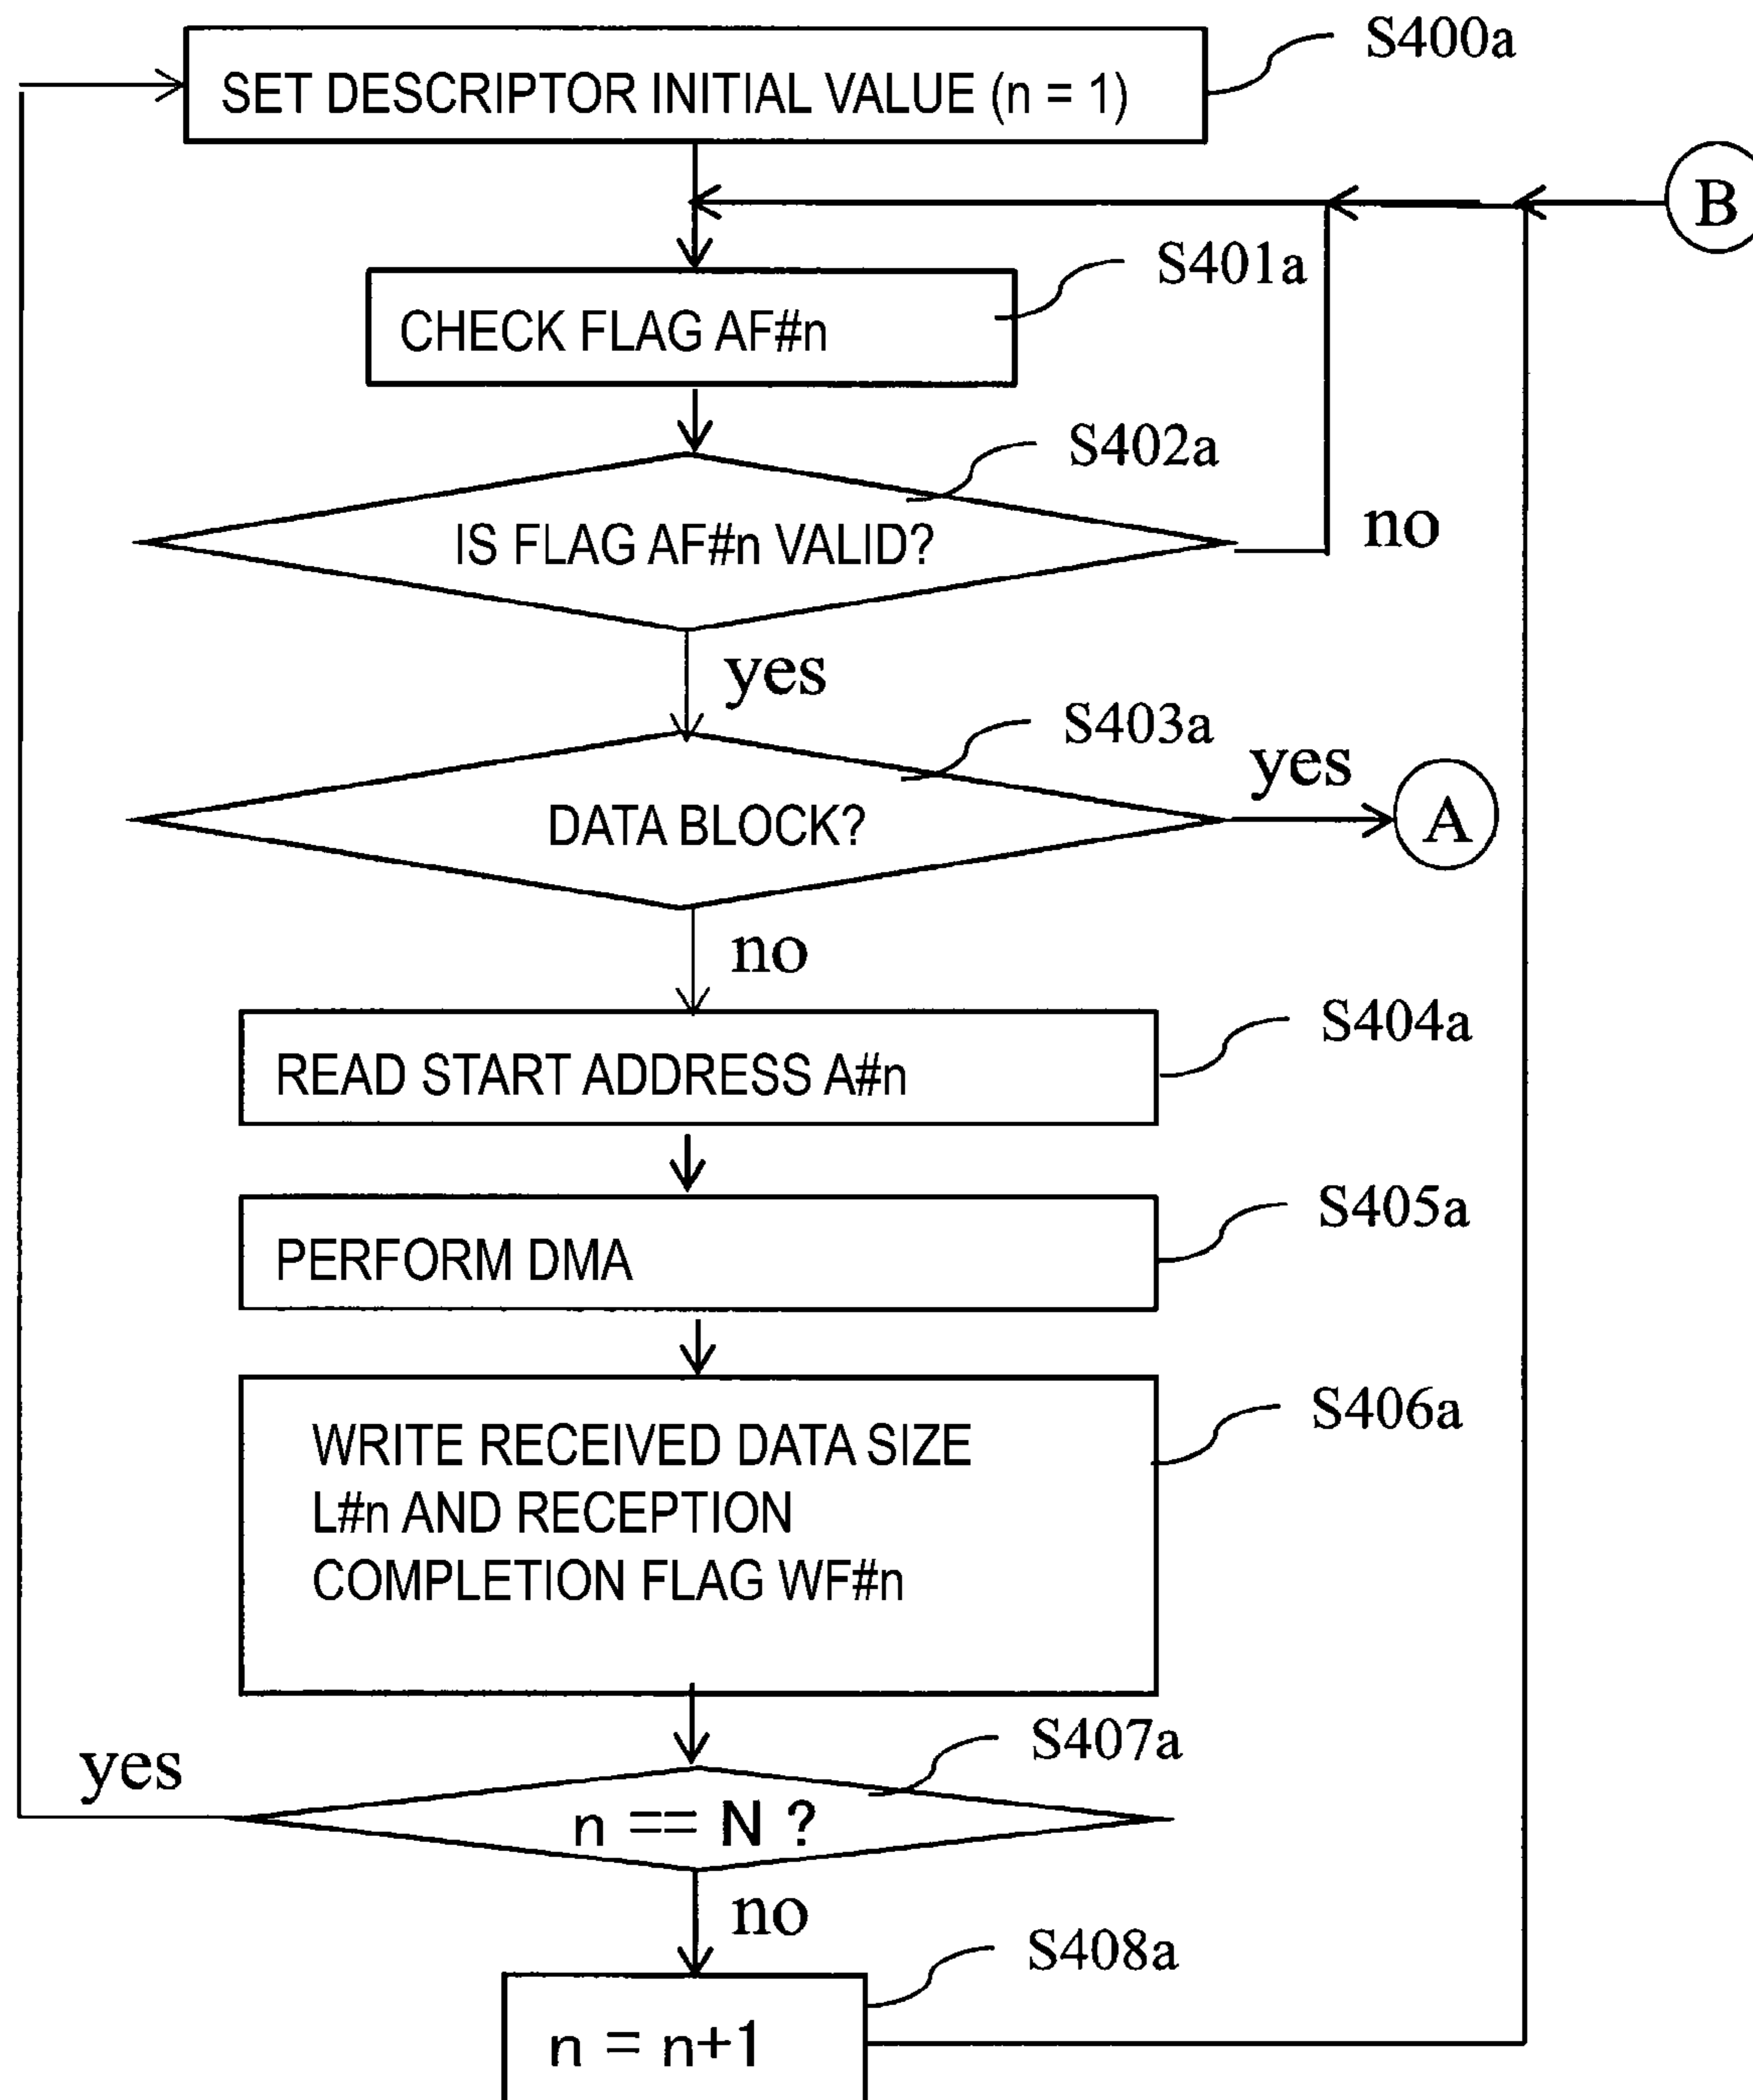 S400a
SET DESCRIPTOR INITIAL VALUE (n = 1)
B
S401a
CHECK FLAG AF#n
S402a
IS FLAG AF#n VALID?
no
yes
S403a
yes
DATA BLOCK?
A
no
S404a
READ START ADDRESS A#n
S405a
PERFORM DMA
S406a
WRITE RECEIVED DATA SIZE
L#n AND RECEPTION
COMPLETION FLAG WF#n
S407a
yes
n == N ?
no
S408a
n = n+1